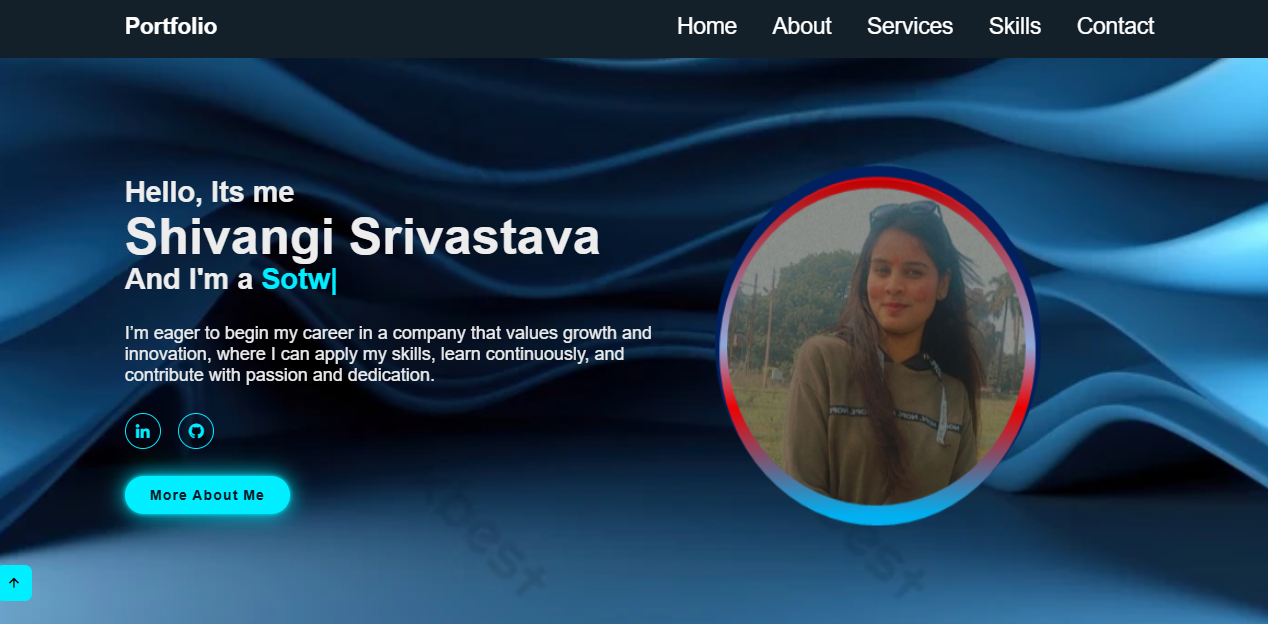 Portfolio
Home About Services Skills Contact
Hello, Its me
Shivangi Srivastava
And I'm a Sotw|
I’m eager to begin my career in a company that values growth and
innovation, where I can apply my skills, learn continuously, and
contribute with passion and dedication.
in
More About Me